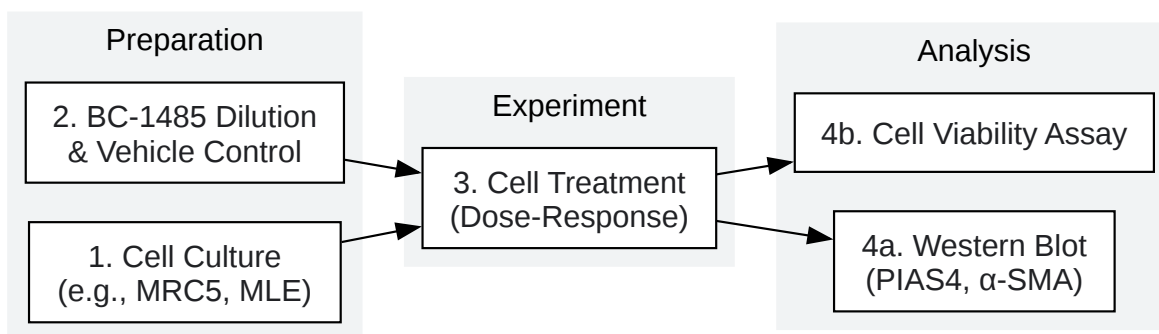 Preparation
2. BC-1485 Dilution
& Vehicle Control
1. Cell Culture
(e.g., MRC5, MLE)
Experiment
3. Cell Treatment
(Dose-Response)
Analysis
4b. Cell Viability Assay
4a. Western Blot
(PIAS4, α-SMA)